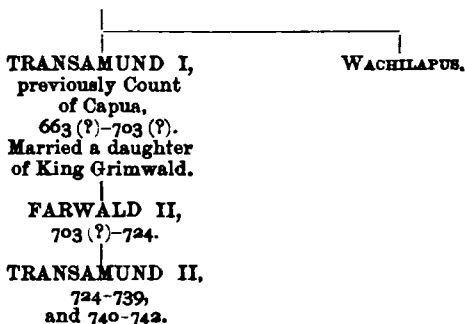 TRANSAMUND I,
previously Count
of Capua,
663 (?)-703 (?).
Married a daughter
of King Grimwald.
WACHILAPUS.
FARWALD II,
703 (?)-724.
TRANSAMUND II,
724-739,
and 740-742.